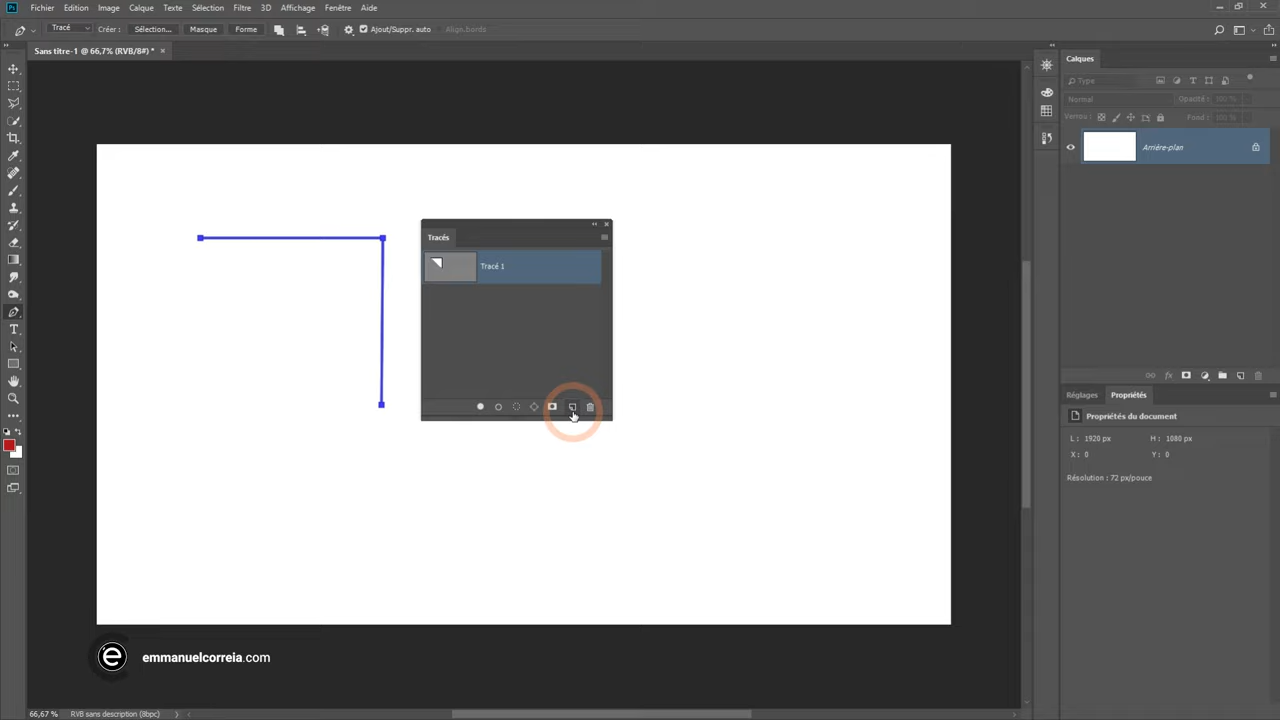 Ps Fichier Edition Image Calque Texte Sélection Filtre 3D Affichage Fenêtre Aide
Tracé Créer : Sélection... Masque Forme Ajout/Suppr. auto Align.bords
Sans titre-1 @ 66,7% (RVB/8#) * ×
Calques
Type
Normal Opacité : 100 %
Verrou : Fond : 100 %
Arrière-plan
Tracés
Tracé 1
Réglages Propriétés
Propriétés du document
L : 1920 px H : 1080 px
X : 0 Y : 0
Résolution : 72 px/pouce
e emmanuelcorreia.com
66,67 % RVB sans description (8bpc)